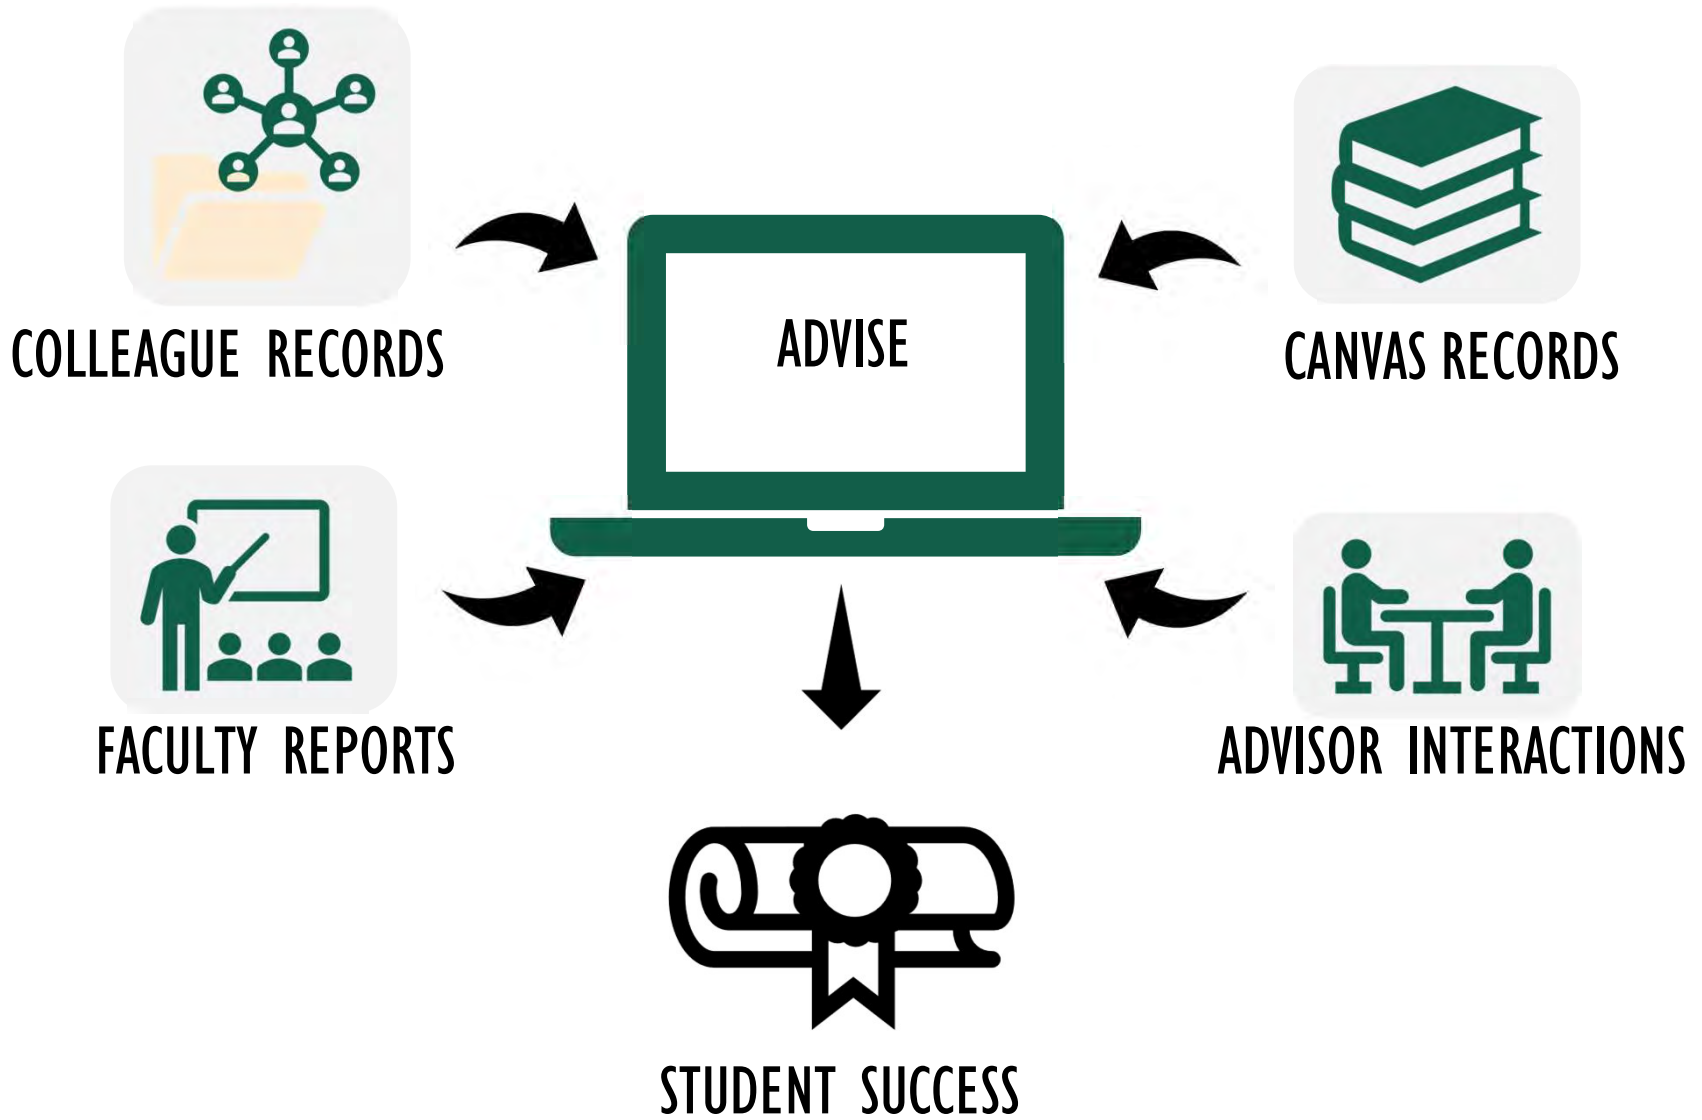 ADVISE
COLLEAGUE RECORDS
CANVAS RECORDS
FACULTY REPORTS
ADVISOR INTERACTIONS
STUDENT SUCCESS